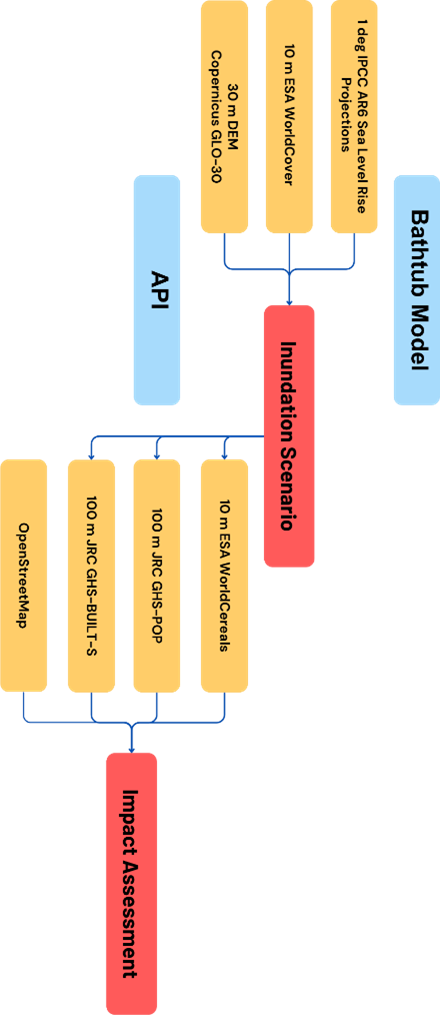 Bathtub Model
1 deg IPCC AR6 Sea Level Rise
Projections
10 m ESA WorldCover
30 m DEM
Copernicus GLO-30
Inundation Scenario
API
10 m ESA WorldCereals
100 m JRC GHS-POP
100 m JRC GHS-BUILT-S
OpenStreetMap
Impact Assessment